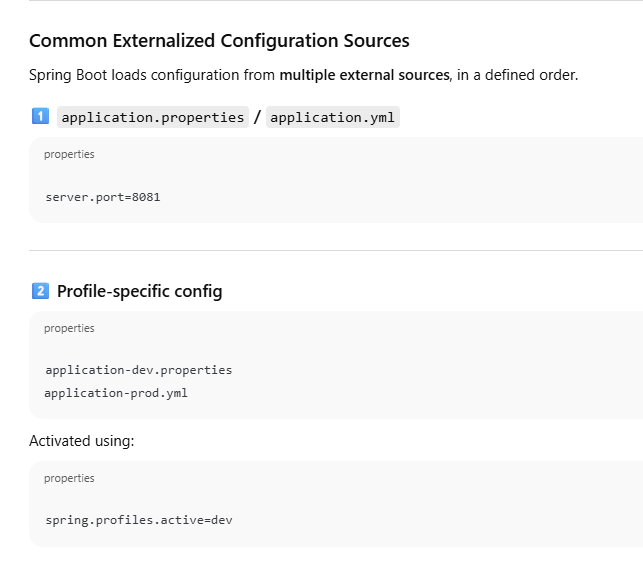 Common Externalized Configuration Sources
Spring Boot loads configuration from multiple external sources, in a defined order.
1 application.properties / application.yml
properties
server.port=8081
2 Profile-specific config
properties
application-dev.properties
application-prod.yml
Activated using:
properties
spring.profiles.active=dev